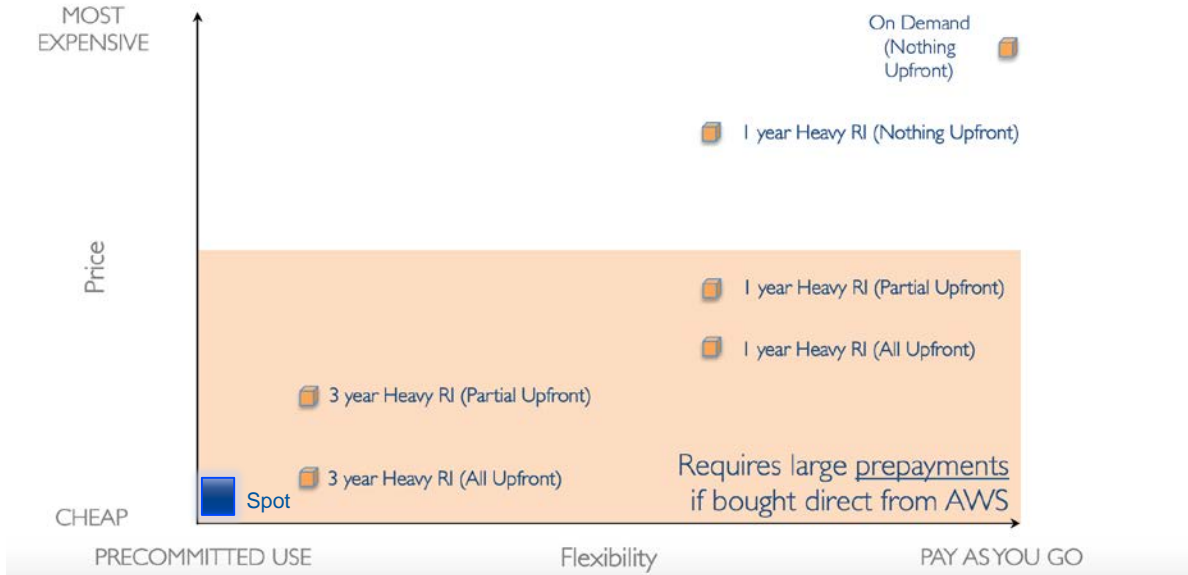 MOST
EXPENSIVE
On Demand
(Nothing
Upfront)
1 year Heavy RI (Nothing Upfront)
Price
1 year Heavy RI (Partial Upfront)
1 year Heavy RI (All Upfront)
3 year Heavy RI (Partial Upfront)
3 year Heavy RI (All Upfront)
Requires large prepayments
if bought direct from AWS
Spot
CHEAP
PRECOMMITTED USE
Flexibility
PAY AS YOU GO